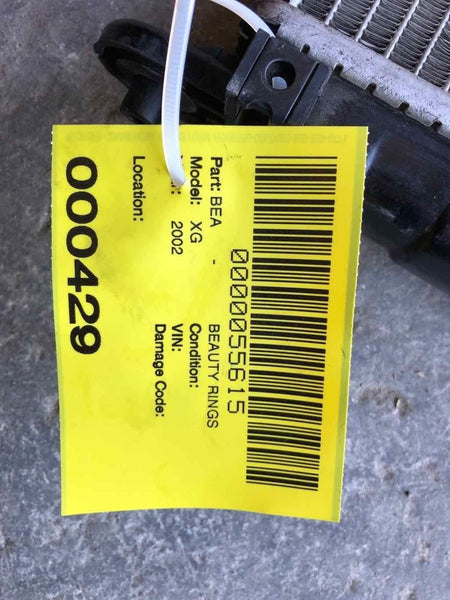 0000055615
Part: BEA - BEAUTY RINGS
Model: XG Condition:
2002 VIN:
Damage Code:
Location:
000429